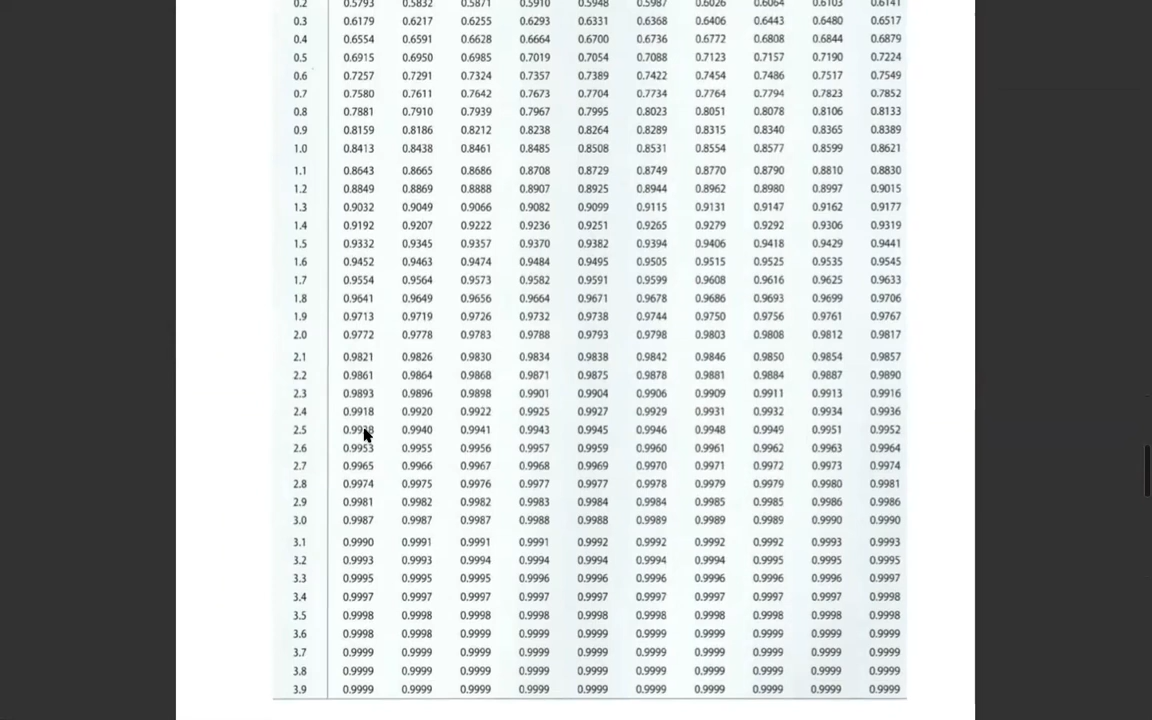 0.2 0.5793 0.5832 0.5871 0.5910 0.5948 0.5987 0.6026 0.6064 0.6103 0.6141
0.3 0.6179 0.6217 0.6255 0.6293 0.6331 0.6368 0.6406 0.6443 0.6480 0.6517
0.4 0.6554 0.6591 0.6628 0.6664 0.6700 0.6736 0.6772 0.6808 0.6844 0.6879
0.5 0.6915 0.6950 0.6985 0.7019 0.7054 0.7088 0.7123 0.7157 0.7190 0.7224
0.6 0.7257 0.7291 0.7324 0.7357 0.7389 0.7422 0.7454 0.7486 0.7517 0.7549
0.7 0.7580 0.7611 0.7642 0.7673 0.7704 0.7734 0.7764 0.7794 0.7823 0.7852
0.8 0.7881 0.7910 0.7939 0.7967 0.7995 0.8023 0.8051 0.8078 0.8106 0.8133
0.9 0.8159 0.8186 0.8212 0.8238 0.8264 0.8289 0.8315 0.8340 0.8365 0.8389
1.0 0.8413 0.8438 0.8461 0.8485 0.8508 0.8531 0.8554 0.8577 0.8599 0.8621
1.1 0.8643 0.8665 0.8686 0.8708 0.8729 0.8749 0.8770 0.8790 0.8810 0.8830
1.2 0.8849 0.8869 0.8888 0.8907 0.8925 0.8944 0.8962 0.8980 0.8997 0.9015
1.3 0.9032 0.9049 0.9066 0.9082 0.9099 0.9115 0.9131 0.9147 0.9162 0.9177
1.4 0.9192 0.9207 0.9222 0.9236 0.9251 0.9265 0.9279 0.9292 0.9306 0.9319
1.5 0.9332 0.9345 0.9357 0.9370 0.9382 0.9394 0.9406 0.9418 0.9429 0.9441
1.6 0.9452 0.9463 0.9474 0.9484 0.9495 0.9505 0.9515 0.9525 0.9535 0.9545
1.7 0.9554 0.9564 0.9573 0.9582 0.9591 0.9599 0.9608 0.9616 0.9625 0.9633
1.8 0.9641 0.9649 0.9656 0.9664 0.9671 0.9678 0.9686 0.9693 0.9699 0.9706
1.9 0.9713 0.9719 0.9726 0.9732 0.9738 0.9744 0.9750 0.9756 0.9761 0.9767
2.0 0.9772 0.9778 0.9783 0.9788 0.9793 0.9798 0.9803 0.9808 0.9812 0.9817
2.1 0.9821 0.9826 0.9830 0.9834 0.9838 0.9842 0.9846 0.9850 0.9854 0.9857
2.2 0.9861 0.9864 0.9868 0.9871 0.9875 0.9878 0.9881 0.9884 0.9887 0.9890
2.3 0.9893 0.9896 0.9898 0.9901 0.9904 0.9906 0.9909 0.9911 0.9913 0.9916
2.4 0.9918 0.9920 0.9922 0.9925 0.9927 0.9929 0.9931 0.9932 0.9934 0.9936
2.5 0.9938 0.9940 0.9941 0.9943 0.9945 0.9946 0.9948 0.9949 0.9951 0.9952
2.6 0.9953 0.9955 0.9956 0.9957 0.9959 0.9960 0.9961 0.9962 0.9963 0.9964
2.7 0.9965 0.9966 0.9967 0.9968 0.9969 0.9970 0.9971 0.9972 0.9973 0.9974
2.8 0.9974 0.9975 0.9976 0.9977 0.9977 0.9978 0.9979 0.9979 0.9980 0.9981
2.9 0.9981 0.9982 0.9982 0.9983 0.9984 0.9984 0.9985 0.9985 0.9986 0.9986
3.0 0.9987 0.9987 0.9987 0.9988 0.9988 0.9989 0.9989 0.9989 0.9990 0.9990
3.1 0.9990 0.9991 0.9991 0.9991 0.9992 0.9992 0.9992 0.9992 0.9993 0.9993
3.2 0.9993 0.9993 0.9994 0.9994 0.9994 0.9994 0.9994 0.9995 0.9995 0.9995
3.3 0.9995 0.9995 0.9995 0.9996 0.9996 0.9996 0.9996 0.9996 0.9996 0.9997
3.4 0.9997 0.9997 0.9997 0.9997 0.9997 0.9997 0.9997 0.9997 0.9997 0.9998
3.5 0.9998 0.9998 0.9998 0.9998 0.9998 0.9998 0.9998 0.9998 0.9998 0.9998
3.6 0.9998 0.9998 0.9999 0.9999 0.9999 0.9999 0.9999 0.9999 0.9999 0.9999
3.7 0.9999 0.9999 0.9999 0.9999 0.9999 0.9999 0.9999 0.9999 0.9999 0.9999
3.8 0.9999 0.9999 0.9999 0.9999 0.9999 0.9999 0.9999 0.9999 0.9999 0.9999
3.9 0.9999 0.9999 0.9999 0.9999 0.9999 0.9999 0.9999 0.9999 0.9999 0.9999